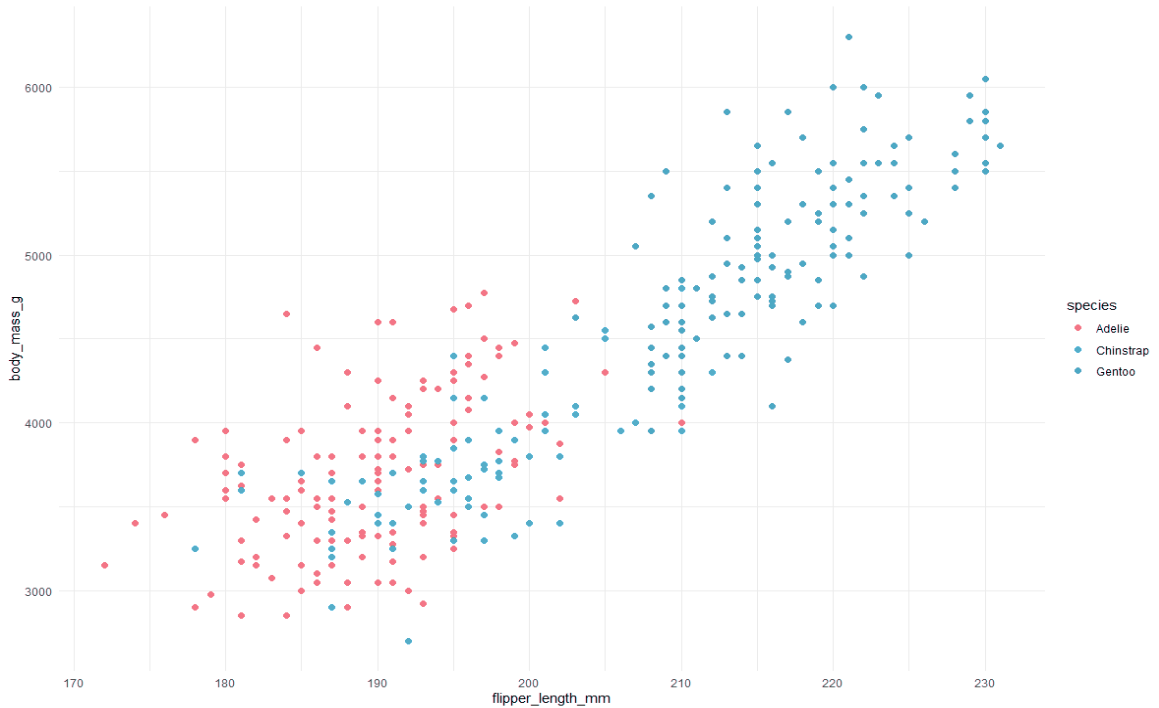 6000
5000
4000
3000
body_mass_g
170
180
190
200
210
220
230
flipper_length_mm
species
Adelie
Chinstrap
Gentoo